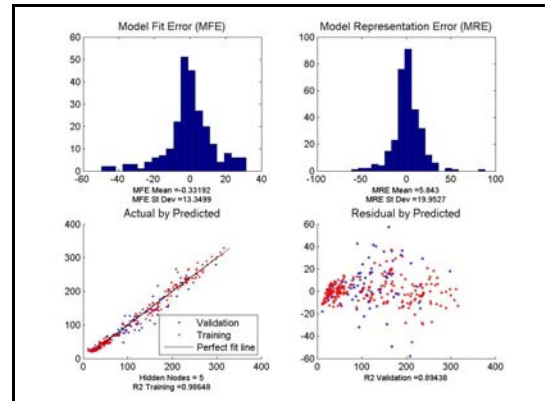 Model Fit Error (MFE)
60
50
40
30
20
10
0
-60 -40 -20 0 20 40
MFE Mean =-0.33192
MFE St Dev =13.3499
Model Representation Error (MRE)
100
80
60
40
20
0
-100 -50 0 50 100
MRE Mean =5.843
MRE St Dev =19.9527
Actual by Predicted
400
300
200
100
0
0 100 200 300 400
Validation
Training
Perfect fit line
Hidden Nodes = 5
R2 Training =0.98648
Residual by Predicted
60
40
20
0
-20
-40
-60
0 100 200 300 400
R2 Validation =0.89438